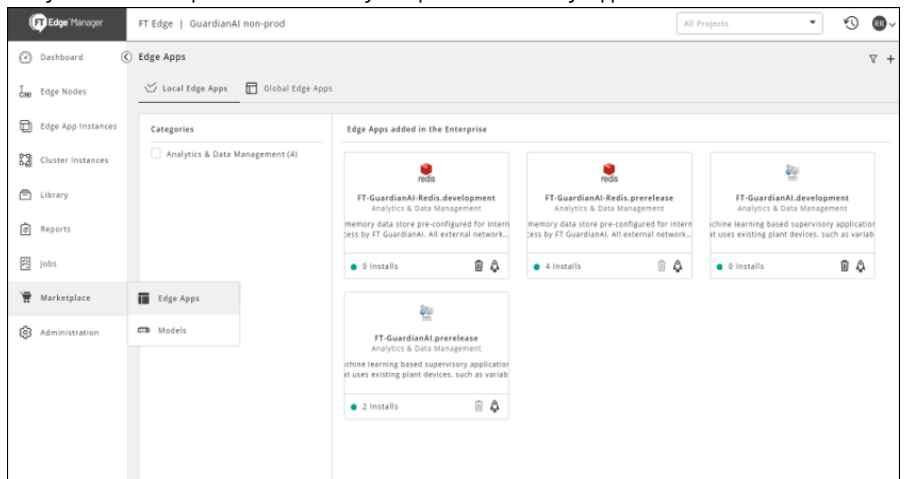 FT Edge Manager
FT Edge | GuardianAI non-prod
All Projects
RR
Dashboard
Edge Nodes
Edge App Instances
Cluster Instances
Library
Reports
Jobs
Marketplace
Administration
Edge Apps
Models
Edge Apps
Local Edge Apps
Global Edge Apps
Categories
Analytics & Data Management (4)
Edge Apps added in the Enterprise
redis
FT-GuardianAI-Redis.development
Analytics & Data Management
memory data store pre-configured for intern
cess by FT GuardianAI. All external network...
0 Installs
redis
FT-GuardianAI-Redis.prerelease
Analytics & Data Management
memory data store pre-configured for intern
cess by FT GuardianAI. All external network...
4 Installs
FT-GuardianAI.development
Analytics & Data Management
achine learning based supervisory application
at uses existing plant devices, such as variab
0 Installs
FT-GuardianAI.prerelease
Analytics & Data Management
achine learning based supervisory application
at uses existing plant devices, such as variab
2 Installs